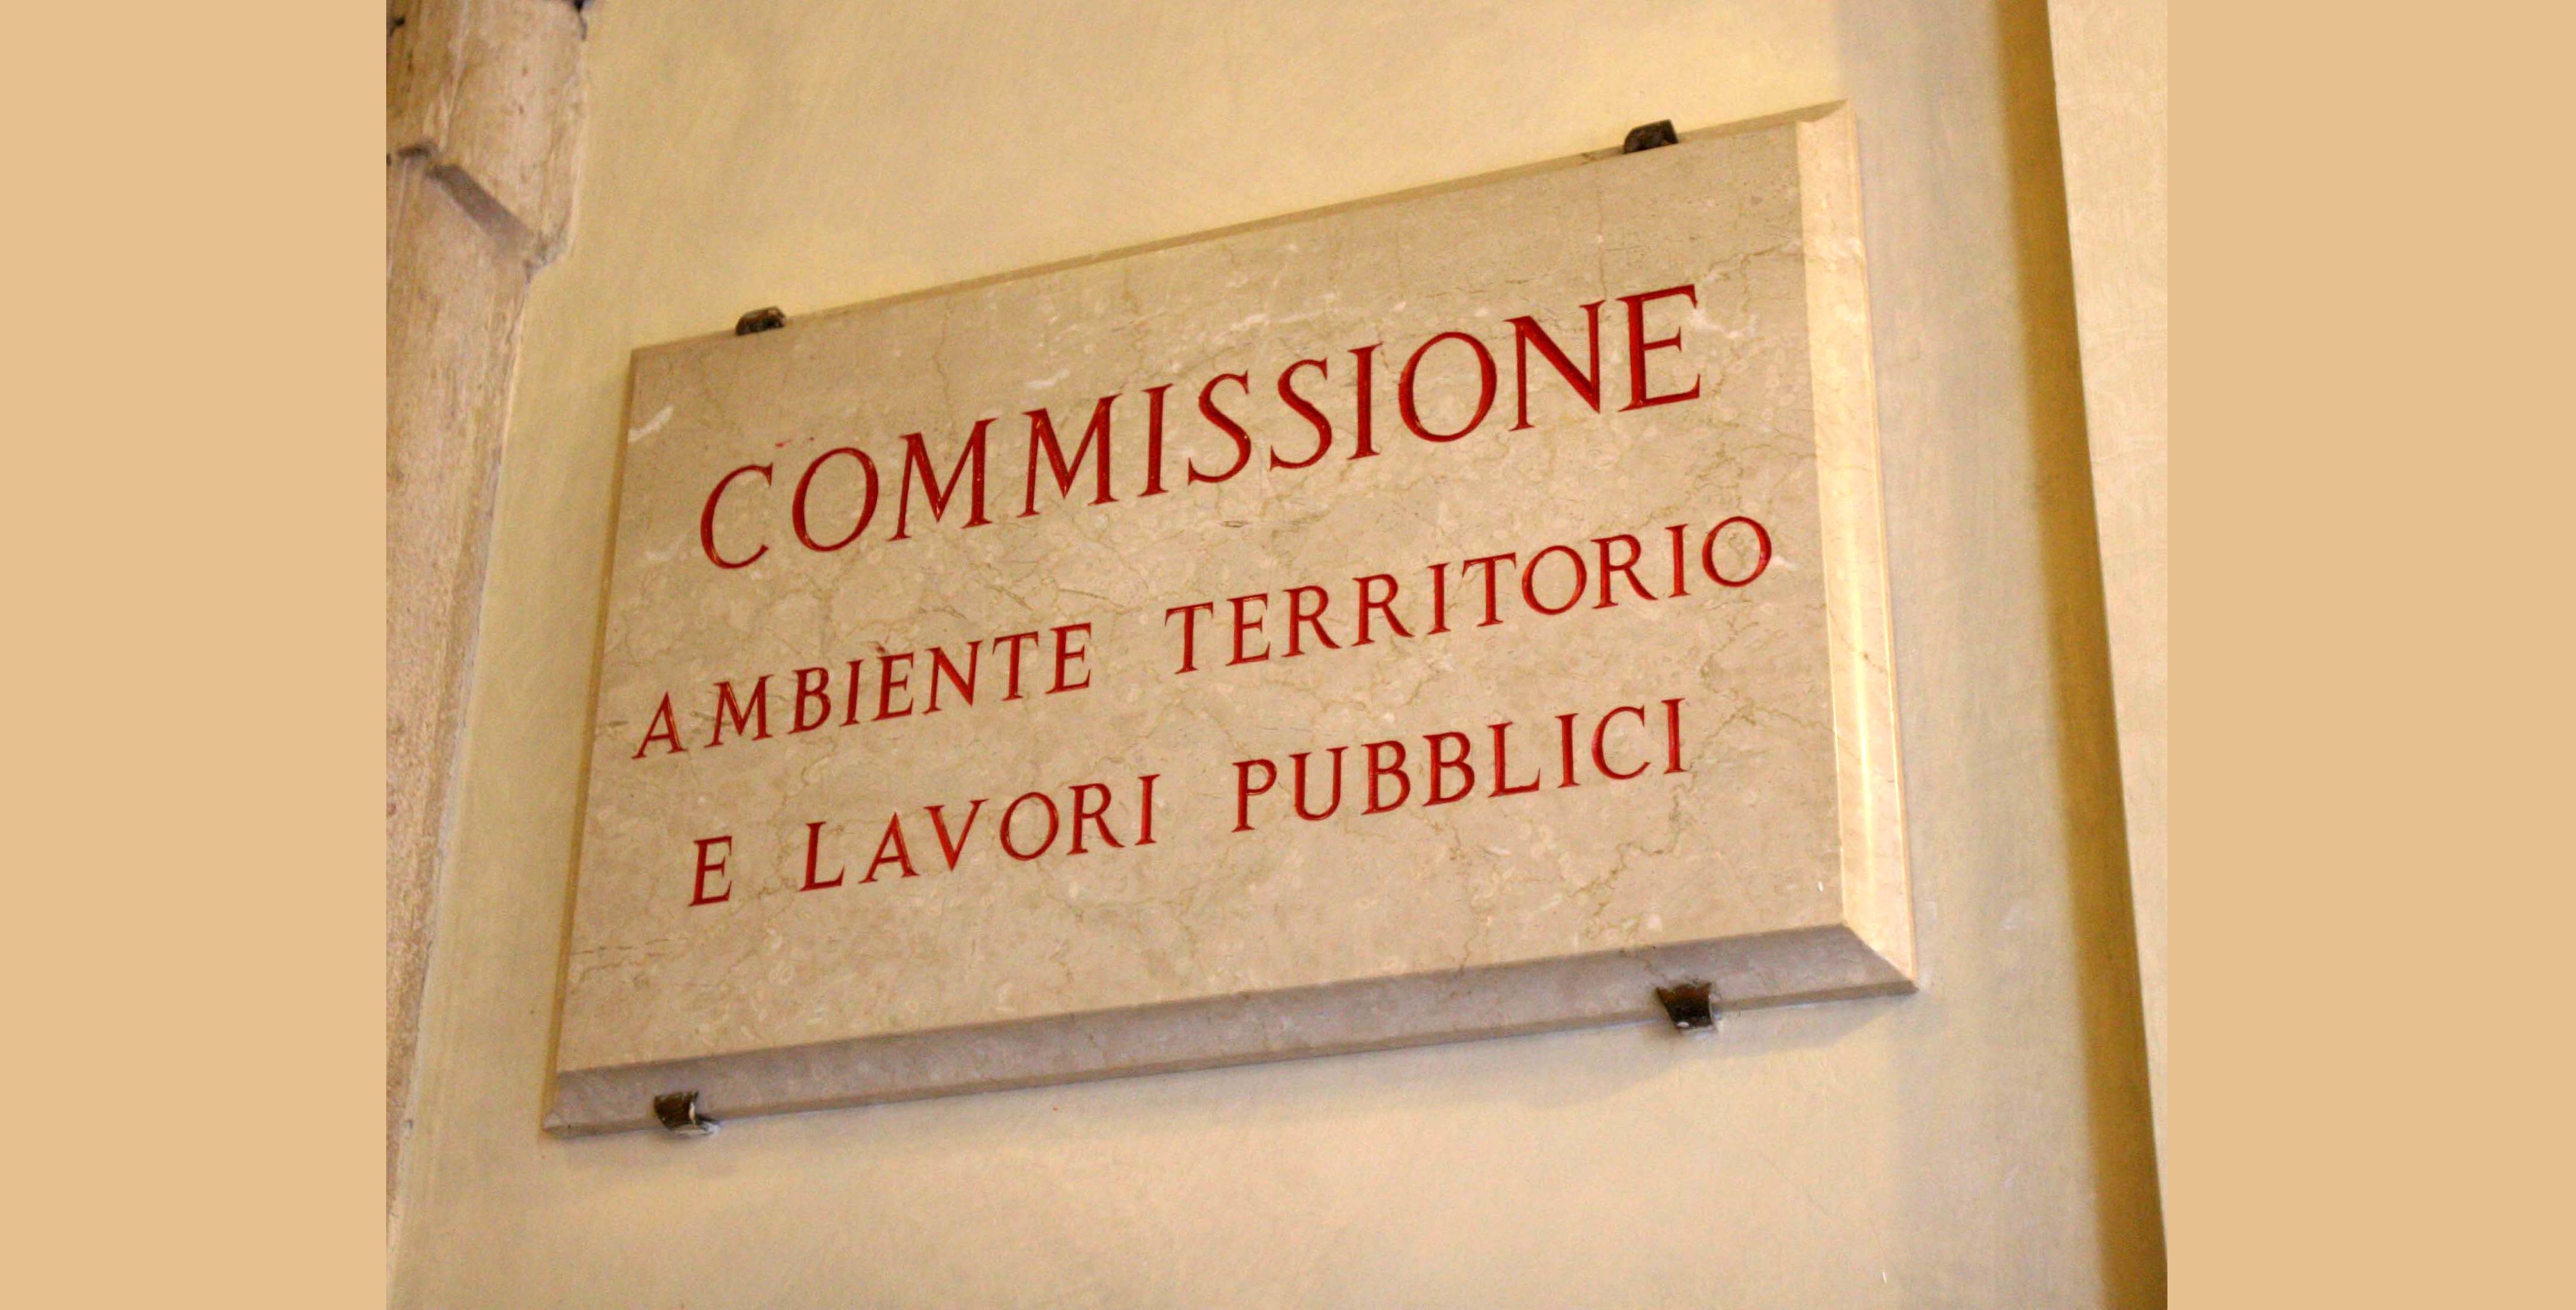 COMMISSIONE
AMBIENTE TERRITORIO
E LAVORI PUBBLICI